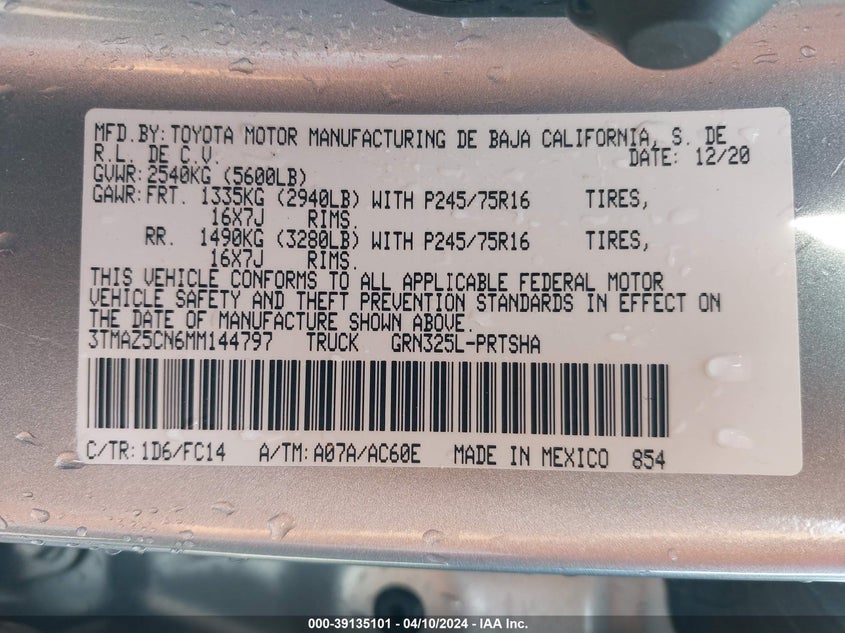 MFD.BY: TOYOTA MOTOR MANUFACTURING DE BAJA CALIFORNIA, S. DE
R.L. DE C.V. DATE: 12/20
GVWR: 2540KG (5600LB)
GAWR: FRT. 1335KG (2940LB) WITH P245/75R16 TIRES,
16X7J RIMS.
RR. 1490KG (3280LB) WITH P245/75R16 TIRES,
16X7J RIMS.
THIS VEHICLE CONFORMS TO ALL APPLICABLE FEDERAL MOTOR
VEHICLE SAFETY AND THEFT PREVENTION STANDARDS IN EFFECT ON
THE DATE OF MANUFACTURE SHOWN ABOVE.
3TMAZ5CN6MM144797 TRUCK GRN325L-PRTSHA
C/TR: 1D6/FC14 A/TM: A07A/AC60E MADE IN MEXICO 854
000-39135101 - 04/10/2024 - IAA Inc.